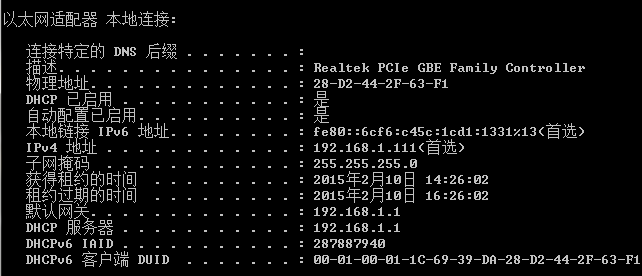 以太网适配器 本地连接:
连接特定的 DNS 后缀 . . . . . . . :
描述. . . . . . . . . . . . . . . : Realtek PCIe GBE Family Controller
物理地址. . . . . . . . . . . . . : 28-D2-44-2F-63-F1
DHCP 已启用 . . . . . . . . . . . : 是
自动配置已启用. . . . . . . . . . : 是
本地链接 IPv6 地址. . . . . . . . : fe80::6cf6:c45c:1cd1:1331%13(首选)
IPv4 地址 . . . . . . . . . . . . : 192.168.1.111(首选)
子网掩码 . . . . . . . . . . . . : 255.255.255.0
获得租约的时间 . . . . . . . . . : 2015年2月10日 14:26:02
租约过期的时间 . . . . . . . . . : 2015年2月10日 16:26:02
默认网关. . . . . . . . . . . . . : 192.168.1.1
DHCP 服务器 . . . . . . . . . . . : 192.168.1.1
DHCPv6 IAID . . . . . . . . . . . : 287887940
DHCPv6 客户端 DUID . . . . . . . : 00-01-00-01-1C-69-39-DA-28-D2-44-2F-63-F1